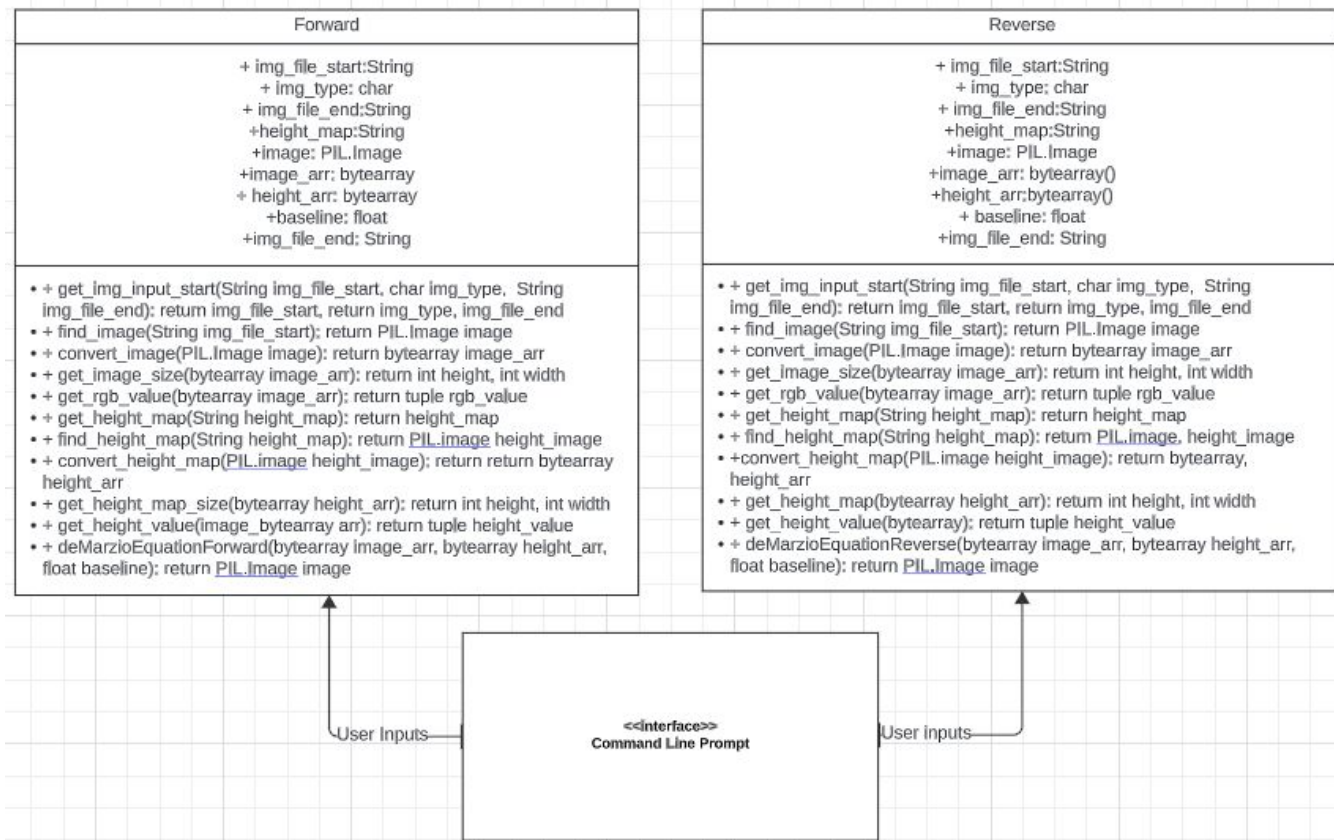 Forward
+ img_file_start:String
+ img_type: char
+ img_file_end:String
+height_map:String
+image: PIL.Image
+image_arr: bytearray
+ height_arr: bytearray
+baseline: float
+img_file_end: String
• + get_img_input_start(String img_file_start, char img_type, String
img_file_end): return img_file_start, return img_type, img_file_end
• + find_image(String img_file_start): return PIL.Image image
• + convert_image(PIL.Image image): return bytearray image_arr
• + get_image_size(bytearray image_arr): return int height, int width
• + get_rgb_value(bytearray image_arr): return tuple rgb_value
• + get_height_map(String height_map): return height_map
• + find_height_map(String height_map): return PIL.image height_image
• + convert_height_map(PIL.image height_image): return return bytearray
height_arr
• + get_height_map_size(bytearray height_arr): return int height, int width
• + get_height_value(image_bytearray arr): return tuple height_value
• + deMarzioEquationForward(bytearray image_arr, bytearray height_arr,
float baseline): return PIL.Image image
Reverse
+ img_file_start:String
+ img_type: char
+ img_file_end:String
+height_map:String
+image: PIL.Image
+image_arr: bytearray()
+height_arr:bytearray()
+ baseline: float
+img_file_end: String
• + get_img_input_start(String img_file_start, char img_type, String
img_file_end): return img_file_start, return img_type, img_file_end
• + find_image(String img_file_start): return PIL.Image image
• + convert_image(PIL.Image image): return bytearray image_arr
• + get_image_size(bytearray image_arr): return int height, int width
• + get_rgb_value(bytearray image_arr): return tuple rgb_value
• + get_height_map(String height_map): return height_map
• + find_height_map(String height_map): return PIL.image, height_image
• +convert_height_map(PIL.image height_image): return bytearray,
height_arr
• + get_height_map(bytearray height_arr): return int height, int width
• + get_height_value(bytearray): return tuple height_value
• + deMarzioEquationReverse(bytearray image_arr, bytearray height_arr,
float baseline): return PIL.Image image
User Inputs
<<Interface>>
Command Line Prompt
User inputs